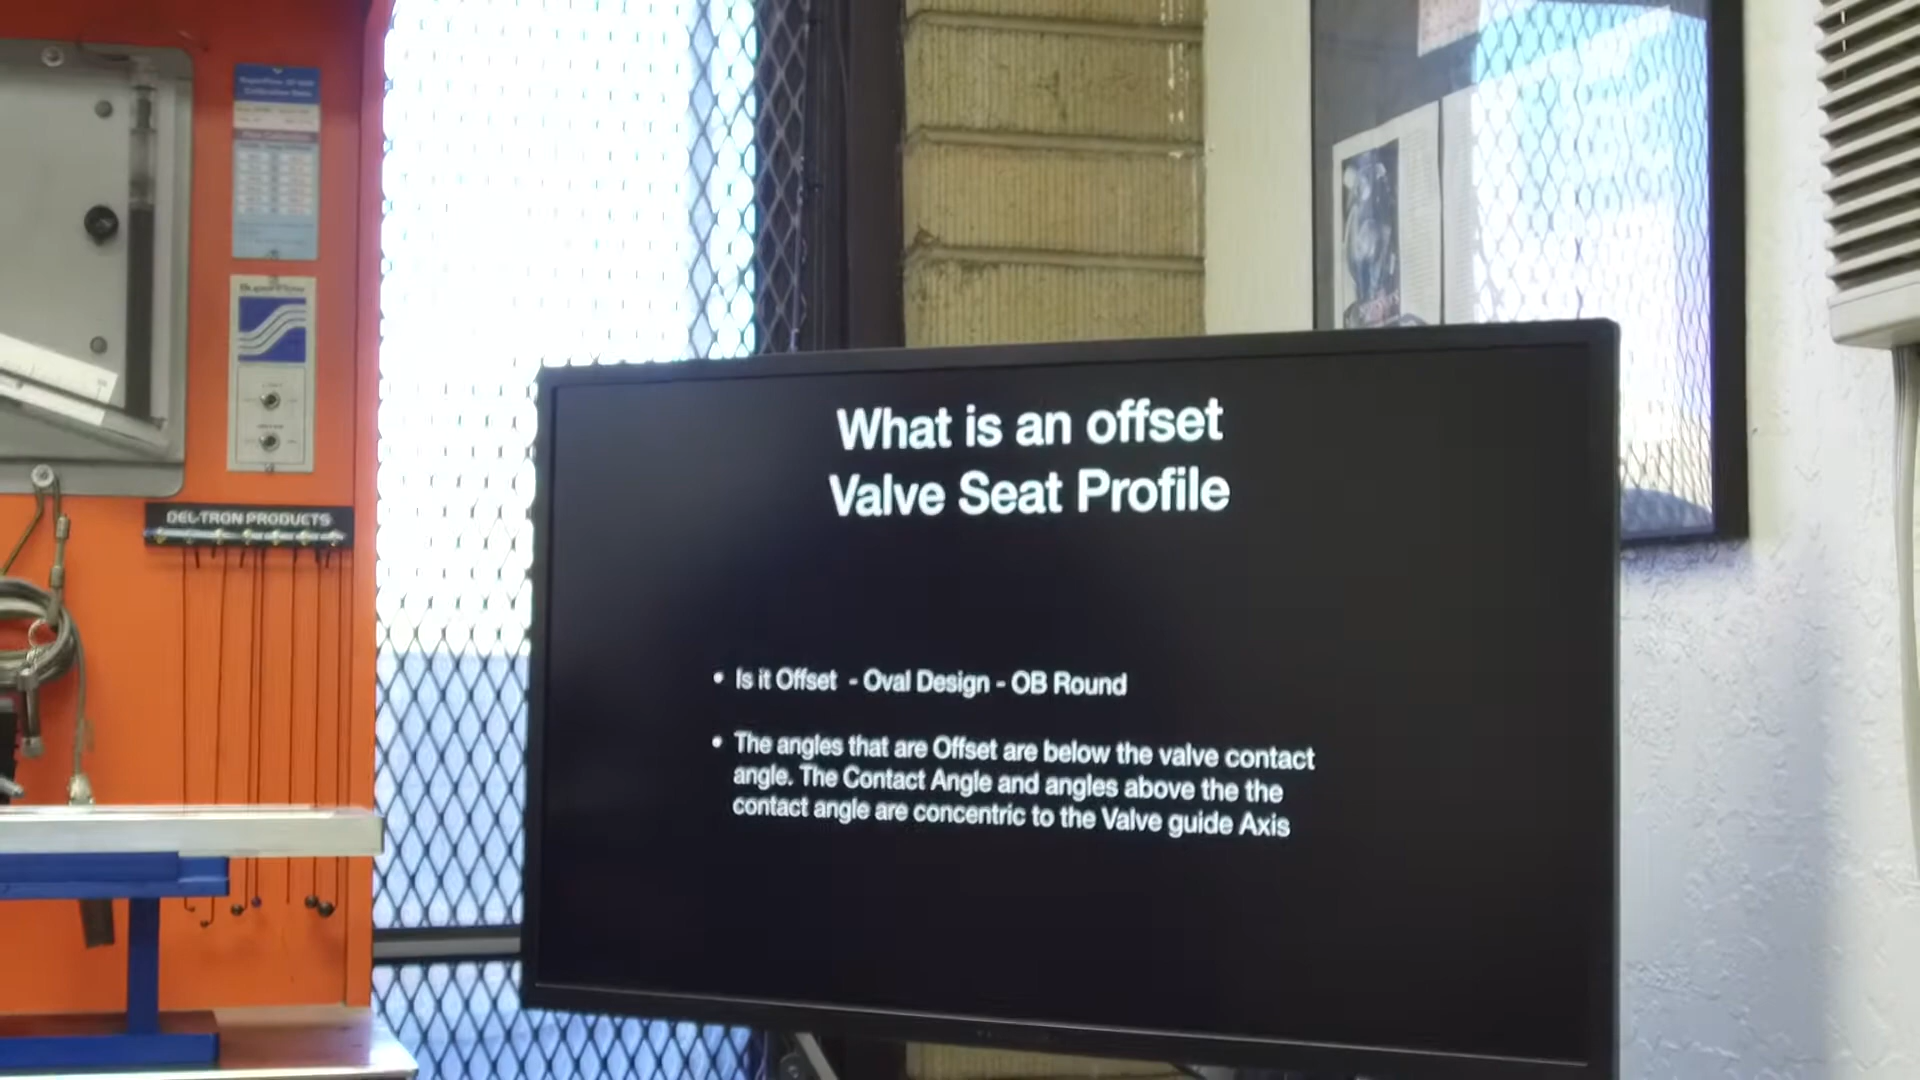 SuperFlow
DEL-TRON PRODUCTS
What is an offset
Valve Seat Profile
• Is it Offset - Oval Design - OB Round
• The angles that are Offset are below the valve contact
angle. The Contact Angle and angles above the the
contact angle are concentric to the Valve guide Axis